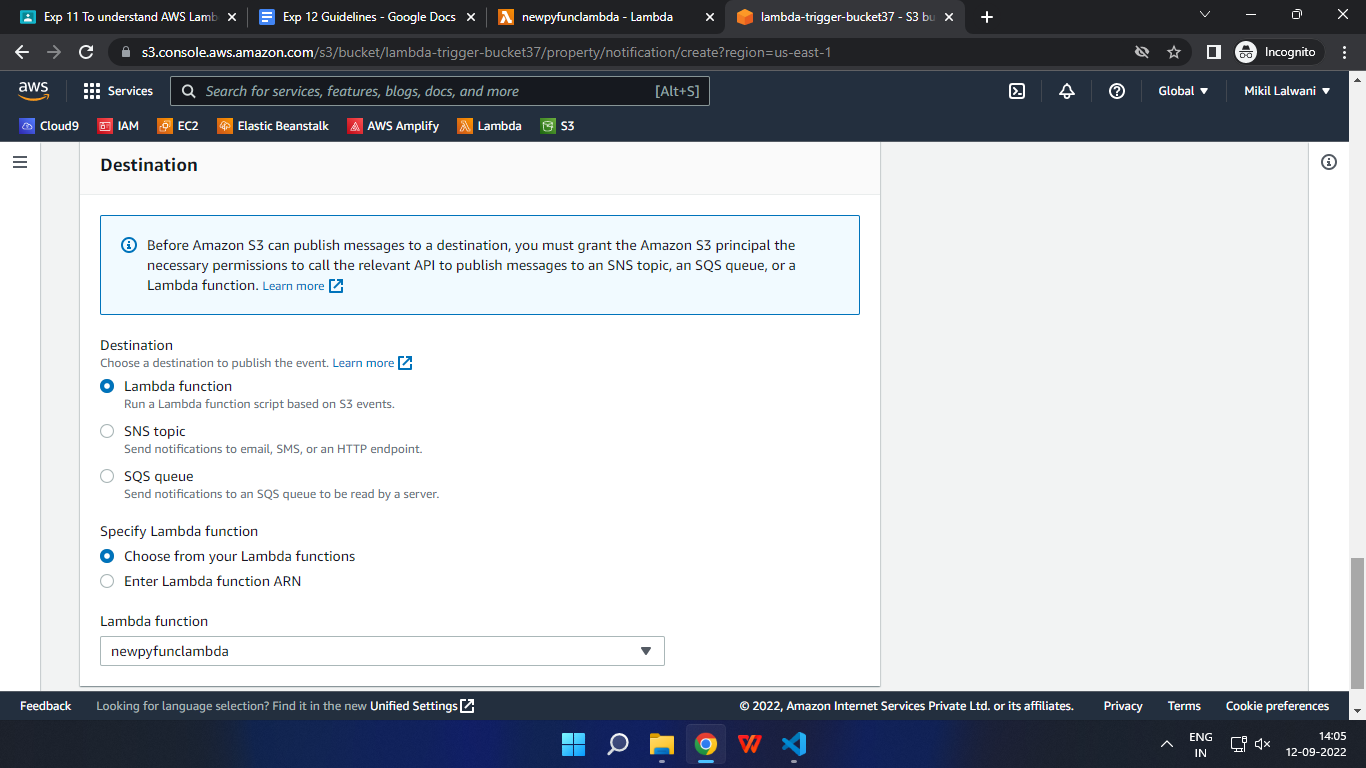 Exp 11 To understand AWS Lamb
Exp 12 Guidelines - Google Docs
newpyfunclambda - Lambda
lambda-trigger-bucket37 - S3 bu
s3.console.aws.amazon.com/s3/bucket/lambda-trigger-bucket37/property/notification/create?region=us-east-1
Incognito
aws
Services
Search for services, features, blogs, docs, and more
[Alt+S]
Global
Mikil Lalwani
Cloud9
IAM
EC2
Elastic Beanstalk
AWS Amplify
Lambda
S3
Destination
Before Amazon S3 can publish messages to a destination, you must grant the Amazon S3 principal the
necessary permissions to call the relevant API to publish messages to an SNS topic, an SQS queue, or a
Lambda function. Learn more
Destination
Choose a destination to publish the event. Learn more
Lambda function
Run a Lambda function script based on S3 events.
SNS topic
Send notifications to email, SMS, or an HTTP endpoint.
SQS queue
Send notifications to an SQS queue to be read by a server.
Specify Lambda function
Choose from your Lambda functions
Enter Lambda function ARN
Lambda function
newpyfunclambda
Feedback
Looking for language selection? Find it in the new Unified Settings
© 2022, Amazon Internet Services Private Ltd. or its affiliates.
Privacy
Terms
Cookie preferences
ENG
IN
14:05
12-09-2022